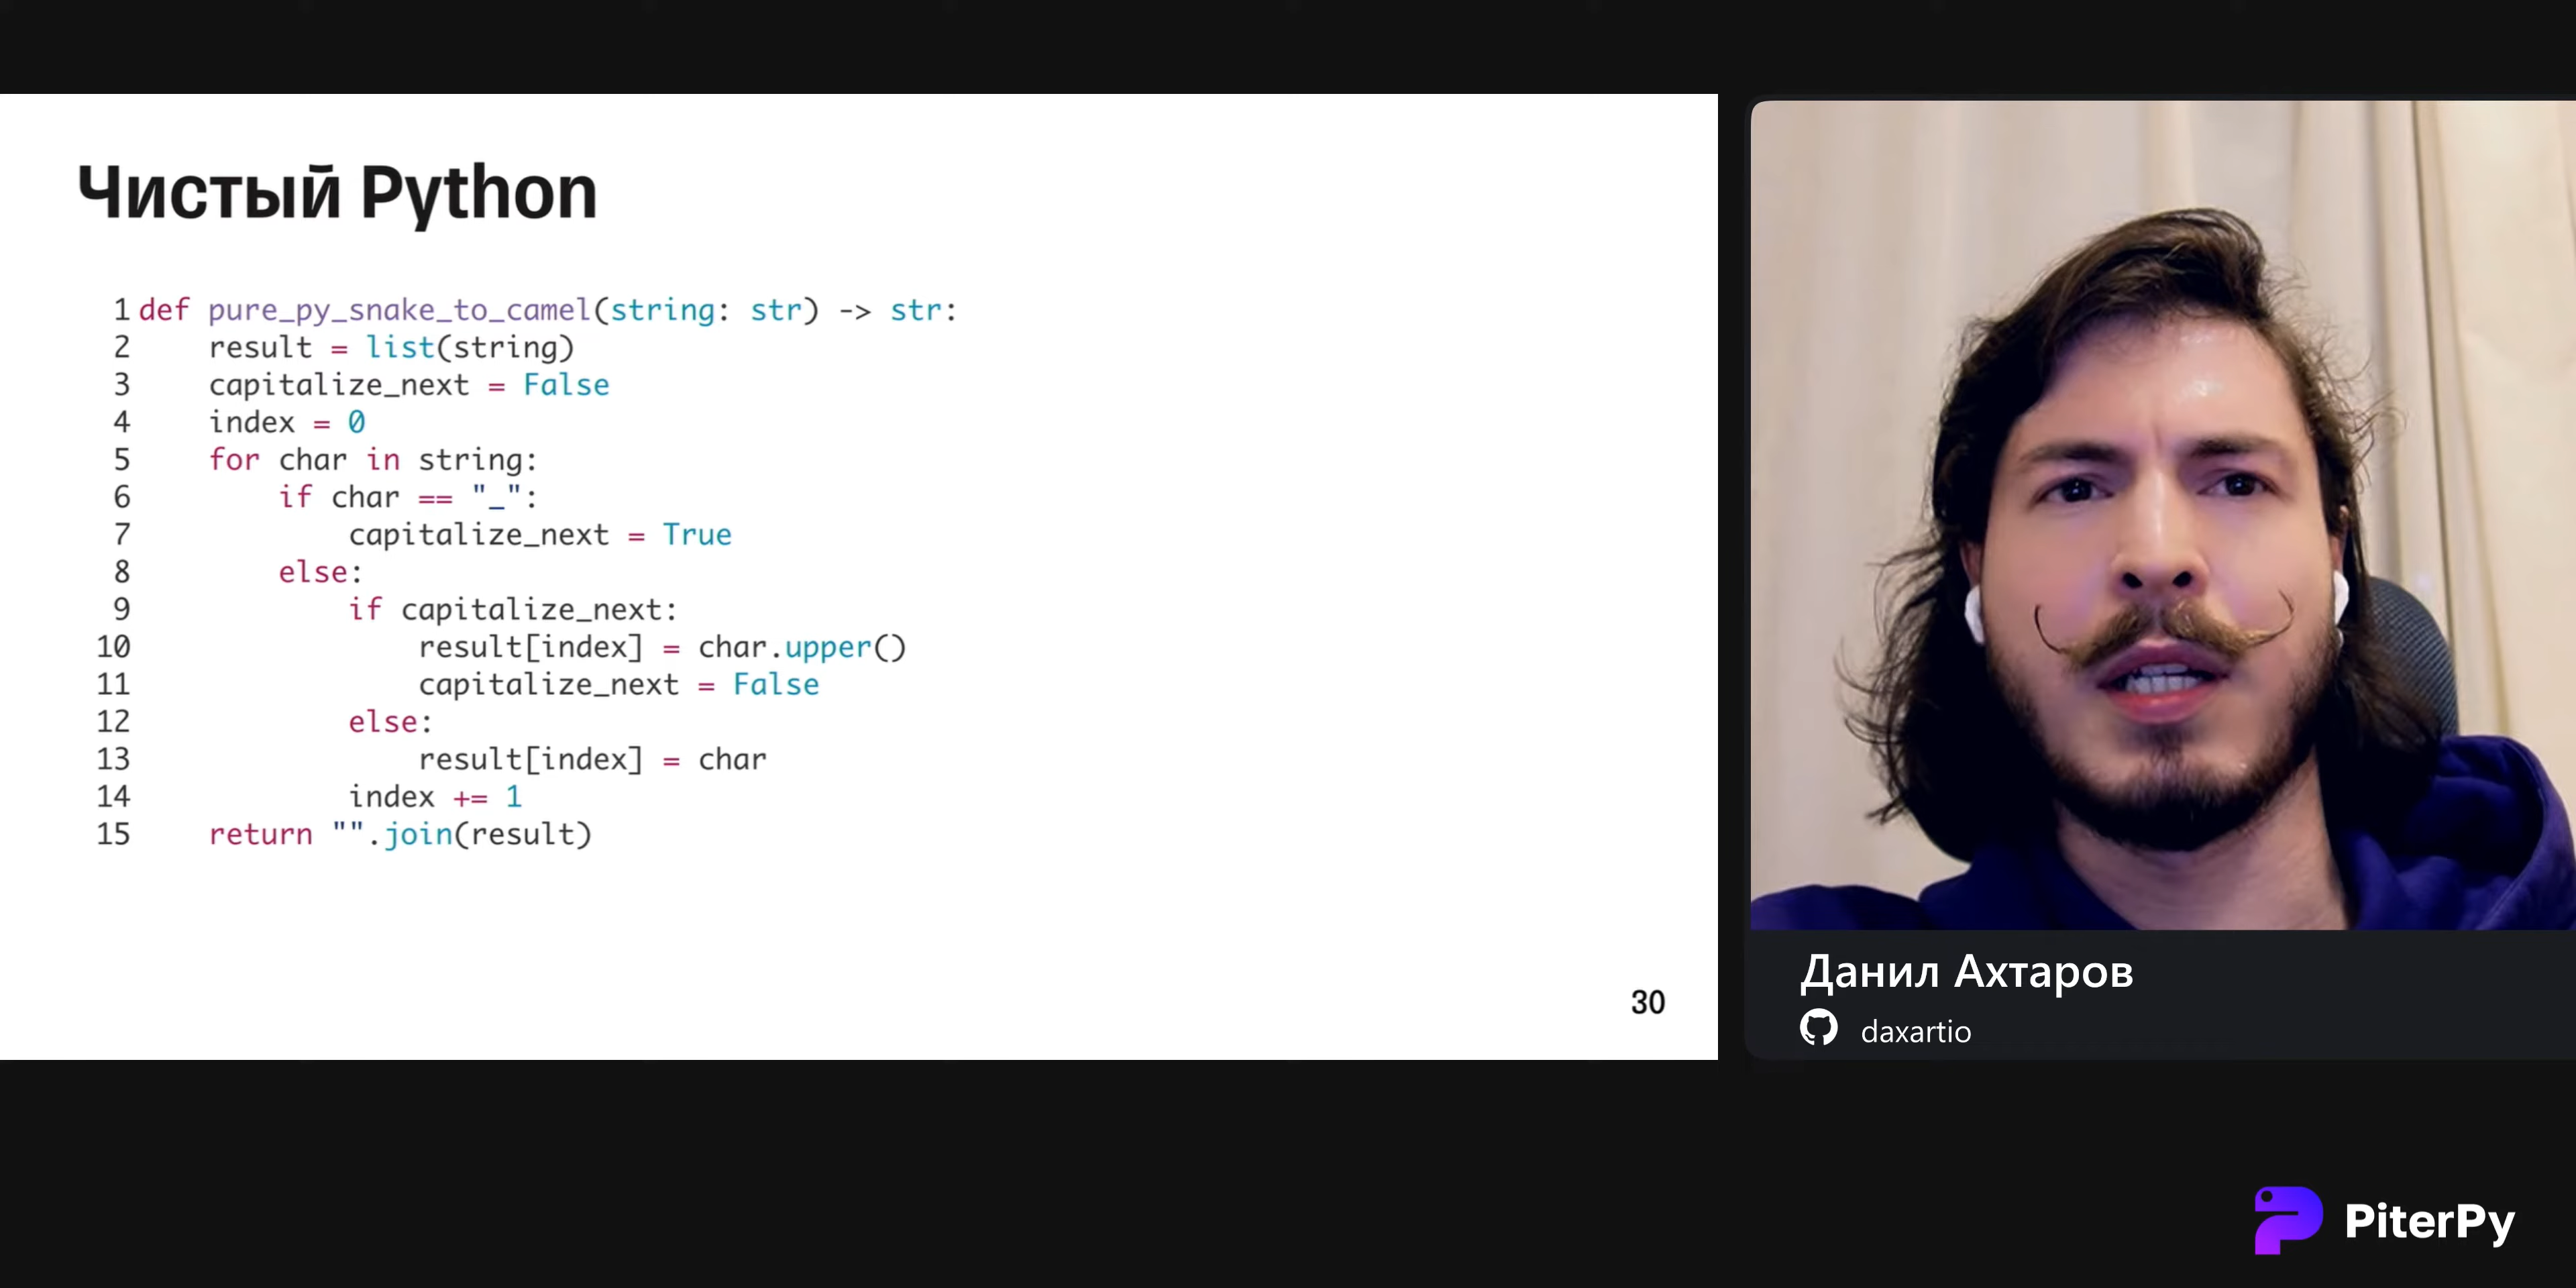 Чистый Python
1 def pure_py_snake_to_camel(string: str) -> str:
2     result = list(string)
3     capitalize_next = False
4     index = 0
5     for char in string:
6         if char == "_":
7             capitalize_next = True
8         else:
9             if capitalize_next:
10                 result[index] = char.upper()
11                 capitalize_next = False
12             else:
13                 result[index] = char
14             index += 1
15     return "".join(result)
30
Данил Ахтаров
daxartio
PiterPy